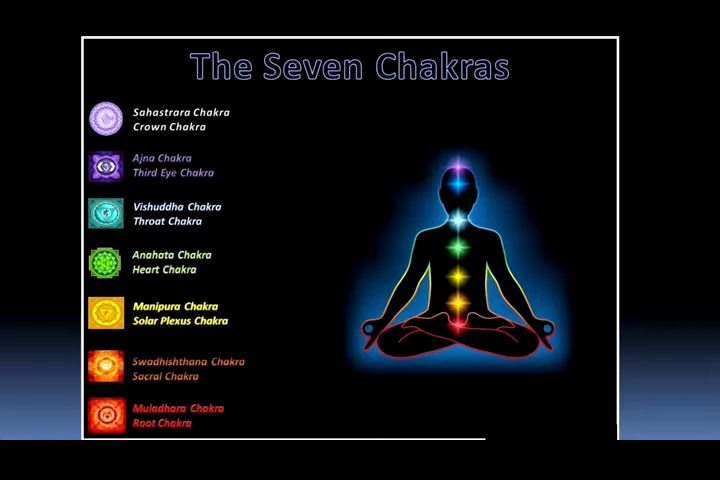 The Seven Chakras
Sahastrara Chakra
Crown Chakra
Ajna Chakra
Third Eye Chakra
Vishuddha Chakra
Throat Chakra
Anahata Chakra
Heart Chakra
Manipura Chakra
Solar Plexus Chakra
Swadhishthana Chakra
Sacral Chakra
Muladhara Chakra
Root Chakra